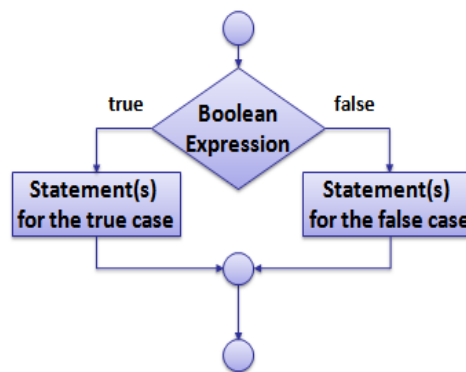 true
false
Boolean
Expression
Statement(s)
for the true case
Statement(s)
for the false case